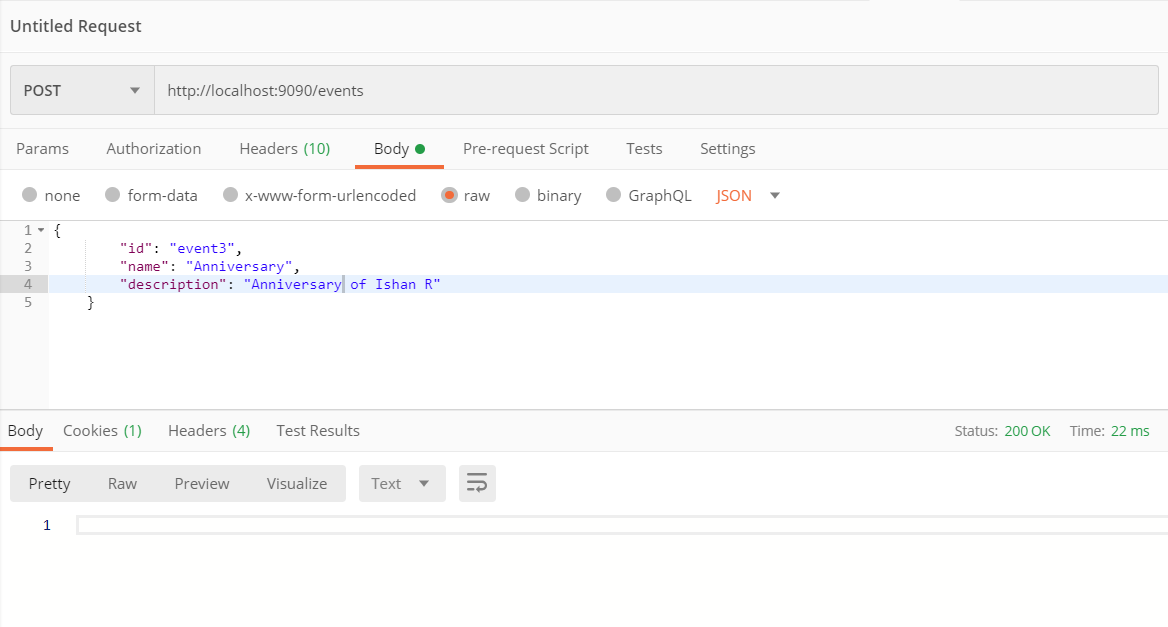 Untitled Request
POST http://localhost:9090/events
Params Authorization Headers (10) Body Pre-request Script Tests Settings
none form-data x-www-form-urlencoded raw binary GraphQL JSON
1 {
2 "id": "event3",
3 "name": "Anniversary",
4 "description": "Anniversary of Ishan R"
5 }
Body Cookies (1) Headers (4) Test Results Status: 200 OK Time: 22 ms
Pretty Raw Preview Visualize Text
1